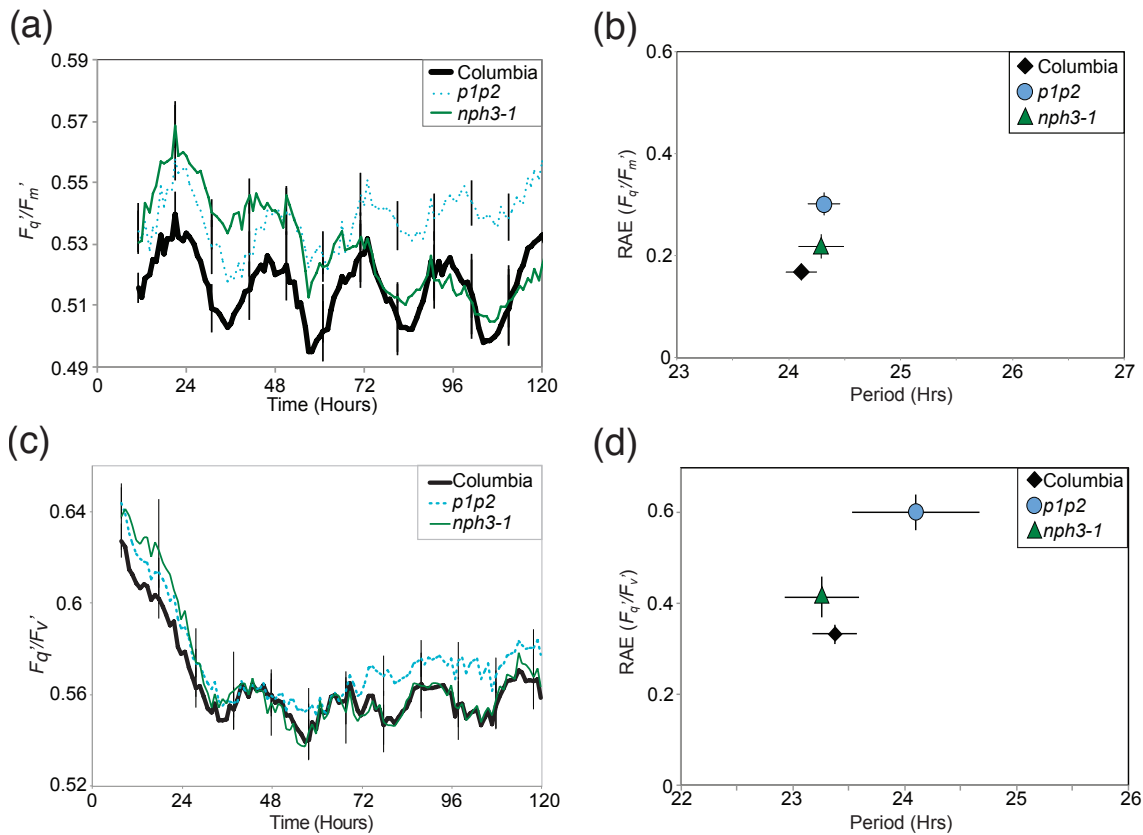 (a)
0.59
0.57
0.55
0.53
0.51
0.49
Fq'/Fm'
Columbia
p1p2
nph3-1
0 24 48 72 96 120
Time (Hours)
(b)
0.6
0.4
0.2
0
RAE (Fq'/Fm')
Columbia
p1p2
nph3-1
23 24 25 26 27
Period (Hrs)
(c)
0.64
0.6
0.56
0.52
Fq'/Fv'
Columbia
p1p2
nph3-1
0 24 48 72 96 120
Time (Hours)
(d)
0.6
0.4
0.2
0
RAE (Fq'/Fv')
Columbia
p1p2
nph3-1
22 23 24 25 26
Period (Hrs)